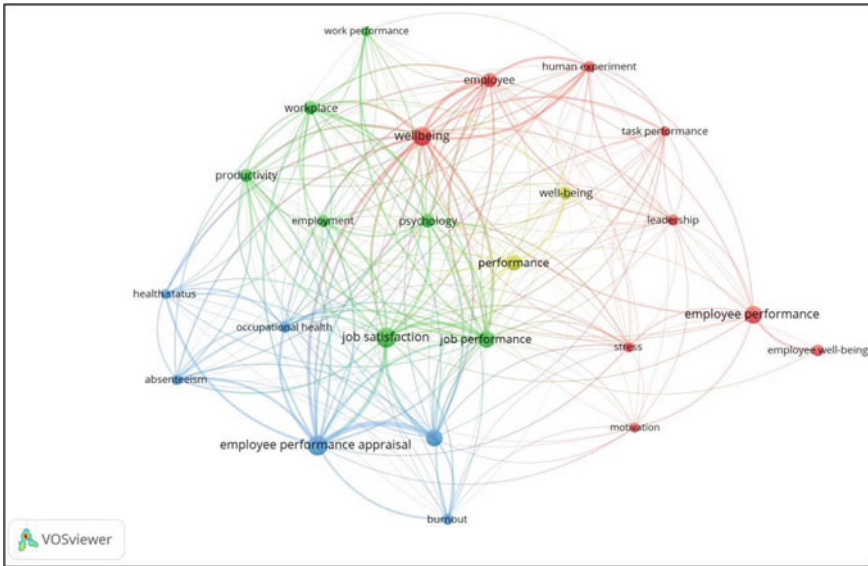 work performance
human experiment
employee
workplace
wellbeing
task performance
productivity
well-being
employment
psychology
leadership
performance
health status
employee performance
occupational health
job satisfaction
job performance
stress
employee well-being
absenteeism
motivation
employee performance appraisal
burnout
VOSviewer